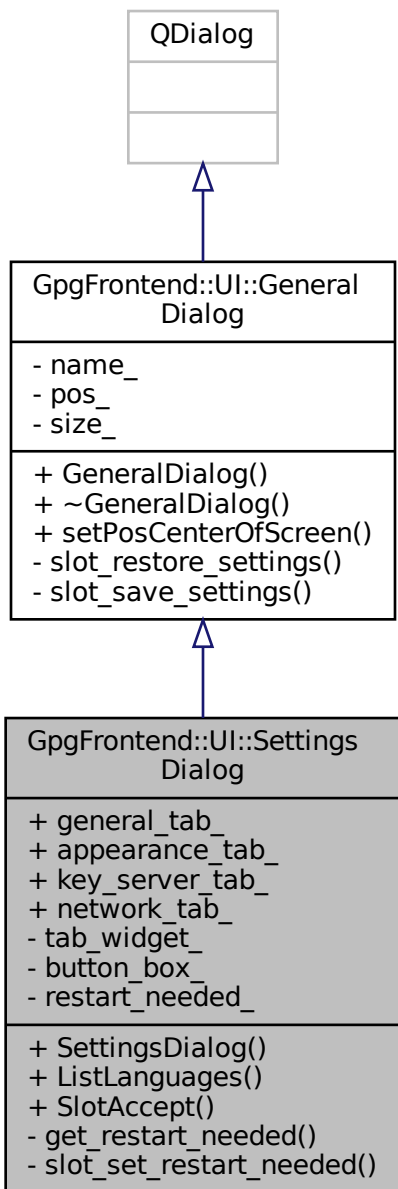 QDialog
GpgFrontend::UI::General
Dialog
- name_
- pos_
- size_
+ GeneralDialog()
+ ~GeneralDialog()
+ setPosCenterOfScreen()
- slot_restore_settings()
- slot_save_settings()
GpgFrontend::UI::Settings
Dialog
+ general_tab_
+ appearance_tab_
+ key_server_tab_
+ network_tab_
- tab_widget_
- button_box_
- restart_needed_
+ SettingsDialog()
+ ListLanguages()
+ SlotAccept()
- get_restart_needed()
- slot_set_restart_needed()